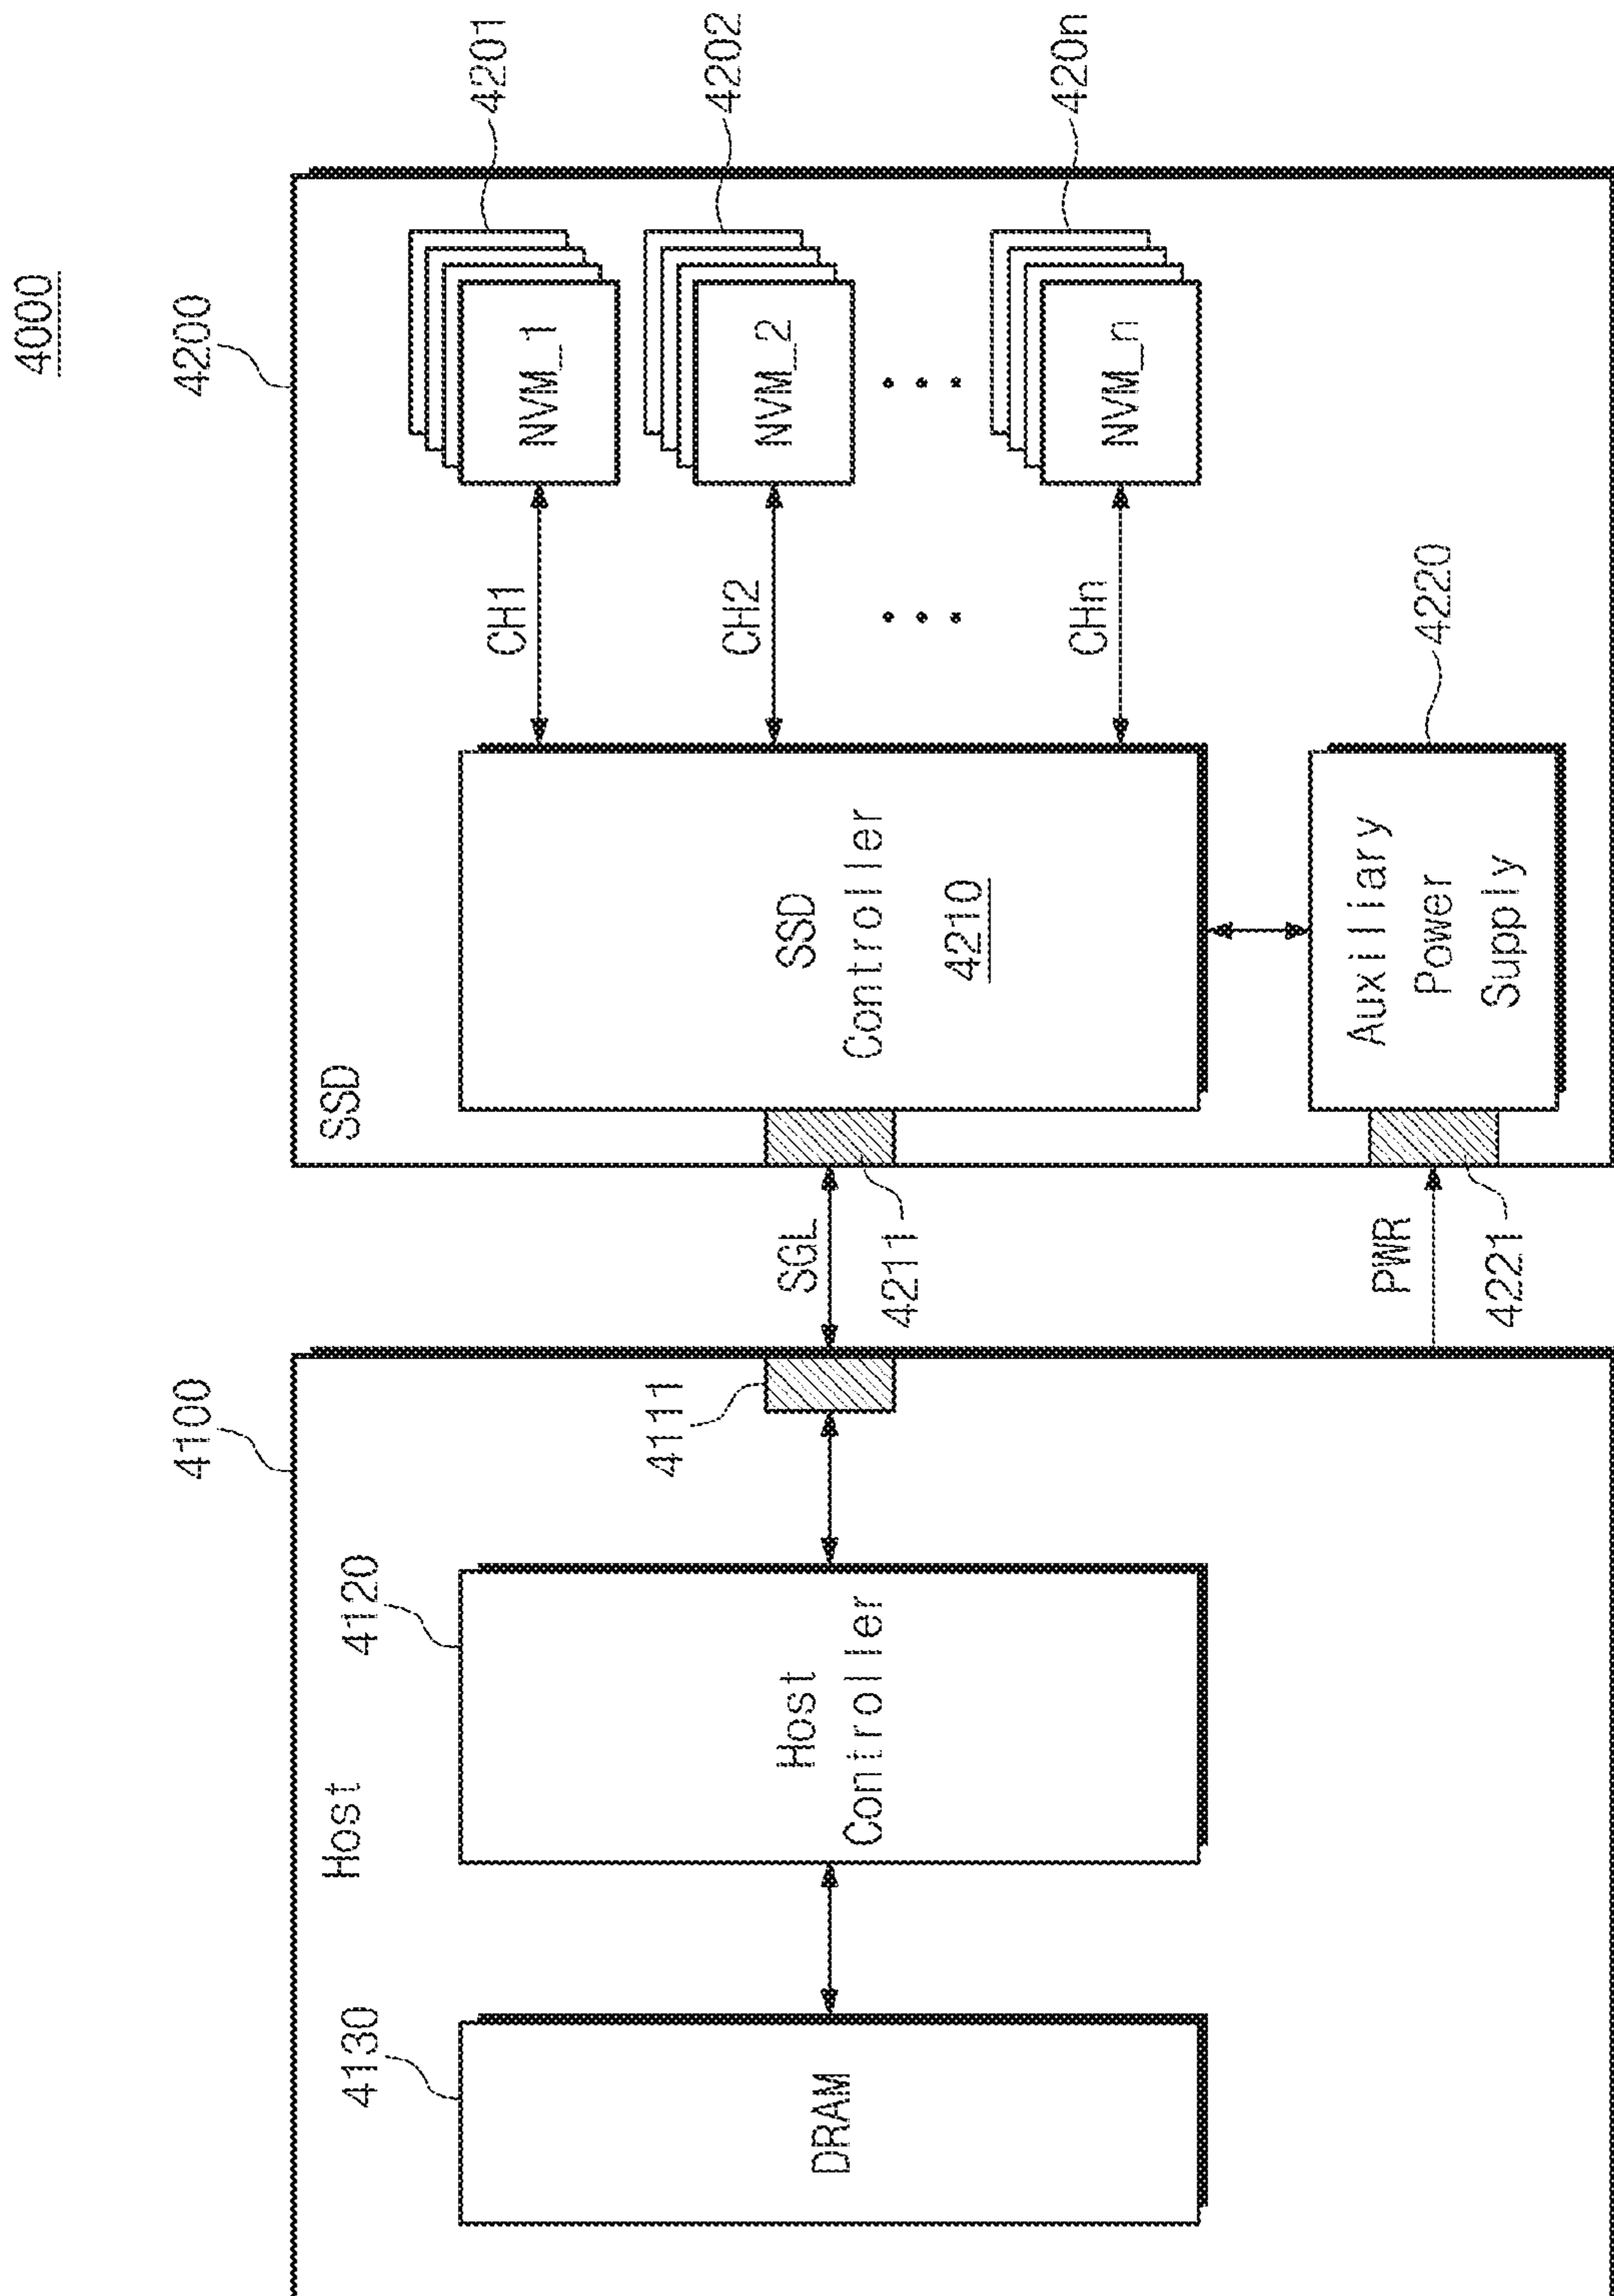 4000
4100
4200
Host
SSD
4130
4120
4111
DRAM
Host
Controller
SGL
4211
SSD
Controller
4210
CH1
CH2
CHn
NVM_1
NVM_2
NVM_n
4201
4202
420n
PWR
4221
Auxiliary
Power
Supply
4220